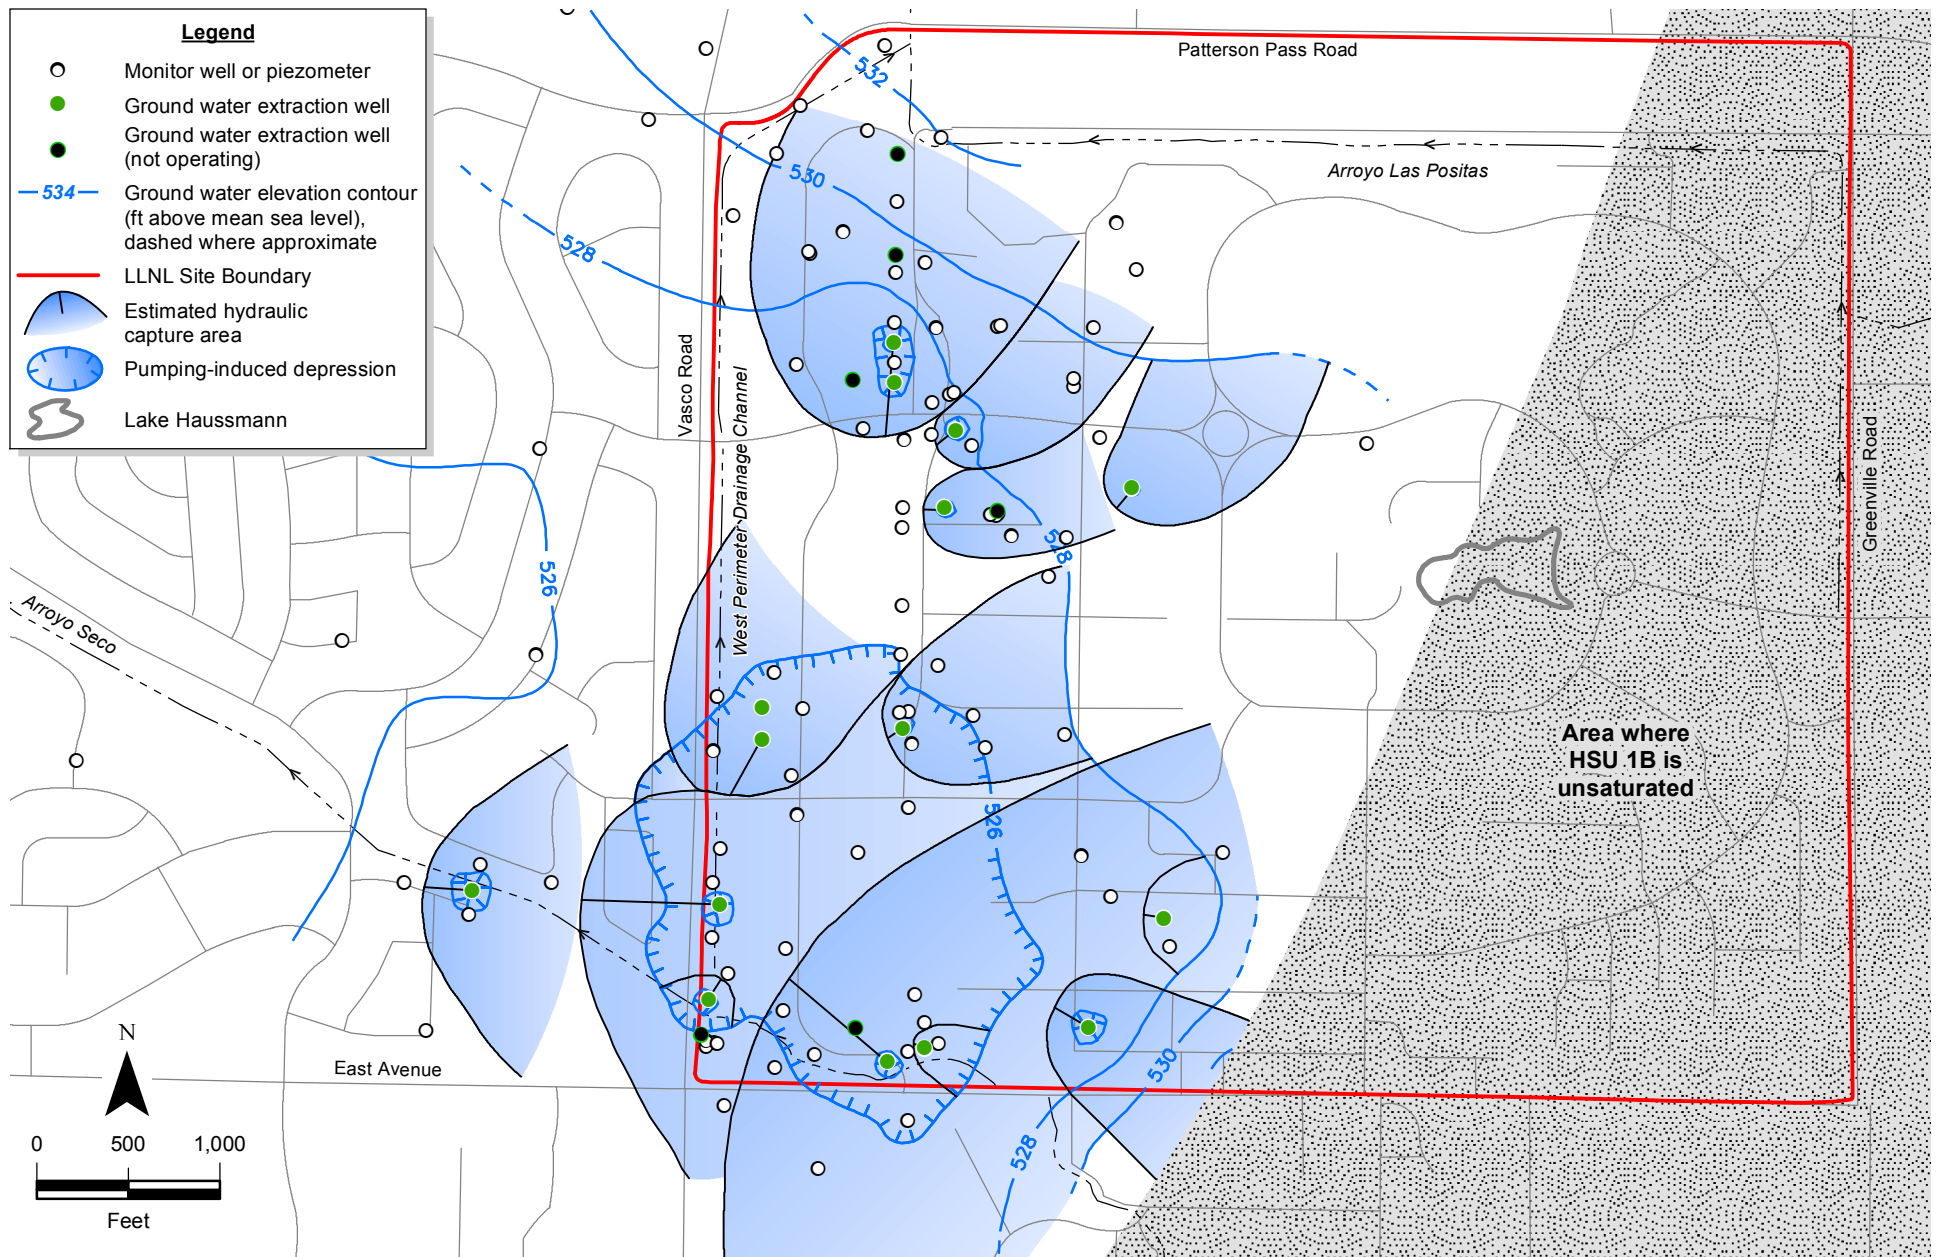 Legend
Monitor well or piezometer
Ground water extraction well
Ground water extraction well
(not operating)
534
Ground water elevation contour
(ft above mean sea level),
dashed where approximate
LLNL Site Boundary
Estimated hydraulic
capture area
Pumping-induced depression
Lake Haussmann
Patterson Pass Road
532
Arroyo Las Positas
530
528
Vasco Road
West Perimeter Drainage Channel
Greenville Road
528
526
Arroyo Seco
Area where
HSU 1B is
unsaturated
526
East Avenue
530
528
N
0 500 1,000
Feet